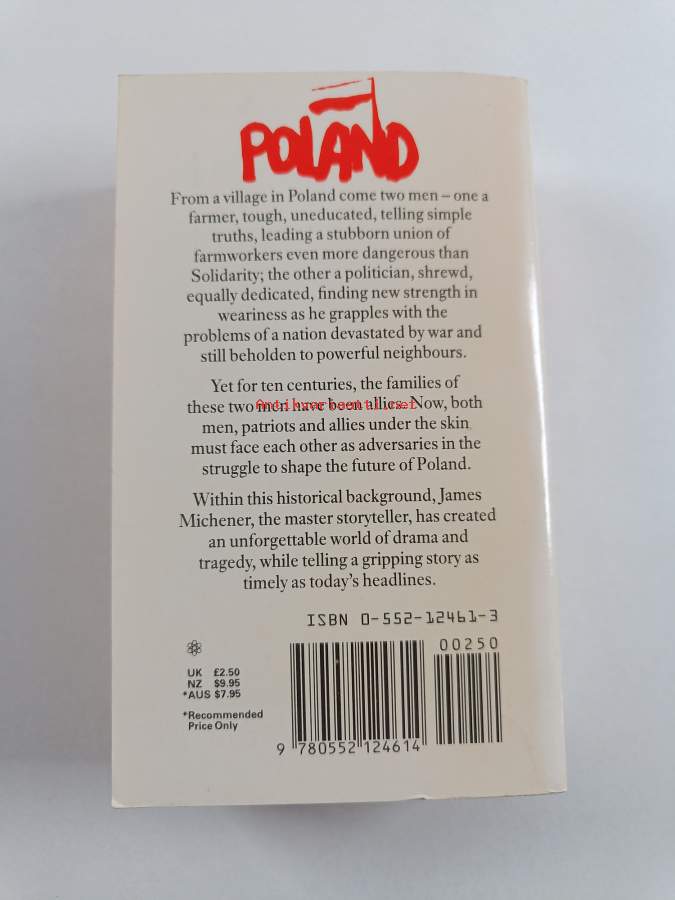 POLAND
From a village in Poland come two men – one a
farmer, tough, uneducated, telling simple
truths, leading a stubborn union of
farmworkers even more dangerous than
Solidarity; the other a politician, shrewd,
equally dedicated, finding new strength in
weariness as he grapples with the
problems of a nation devastated by war and
still beholden to powerful neighbours.
Yet for ten centuries, the families of
these two men have been allies. Now, both
Antikvariaatti.net
men, patriots and allies under the skin
must face each other as adversaries in the
struggle to shape the future of Poland.
Within this historical background, James
Michener, the master storyteller, has created
an unforgettable world of drama and
tragedy, while telling a gripping story as
timely as today's headlines.
ISBN 0-552-12461-3
00250
UK £2.50
NZ $9.95
*AUS $7.95
*Recommended
Price Only
9 780552 124614